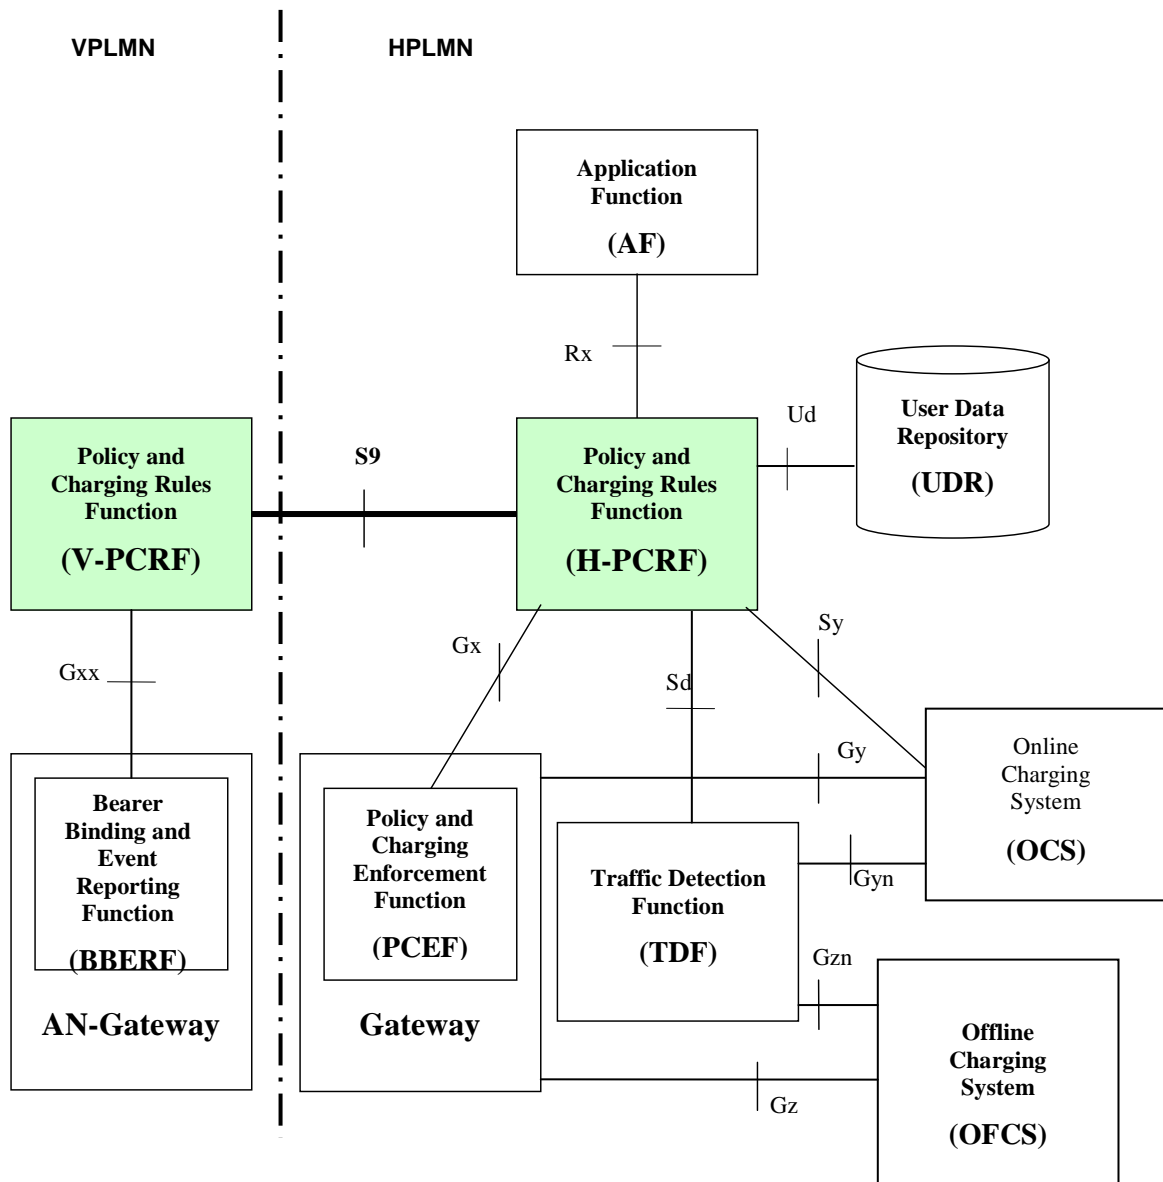 VPLMN
HPLMN
Application
Function
(AF)
Rx
User Data
Repository
(UDR)
Ud
Policy and
Charging Rules
Function
(V-PCRF)
S9
Policy and
Charging Rules
Function
(H-PCRF)
Gxx
Gx
Sd
Sy
Bearer
Binding and
Event
Reporting
Function
(BBERF)
AN-Gateway
Policy and
Charging
Enforcement
Function
(PCEF)
Gateway
Traffic Detection
Function
(TDF)
Gy
Gyn
Online
Charging
System
(OCS)
Gzn
Gz
Offline
Charging
System
(OFCS)